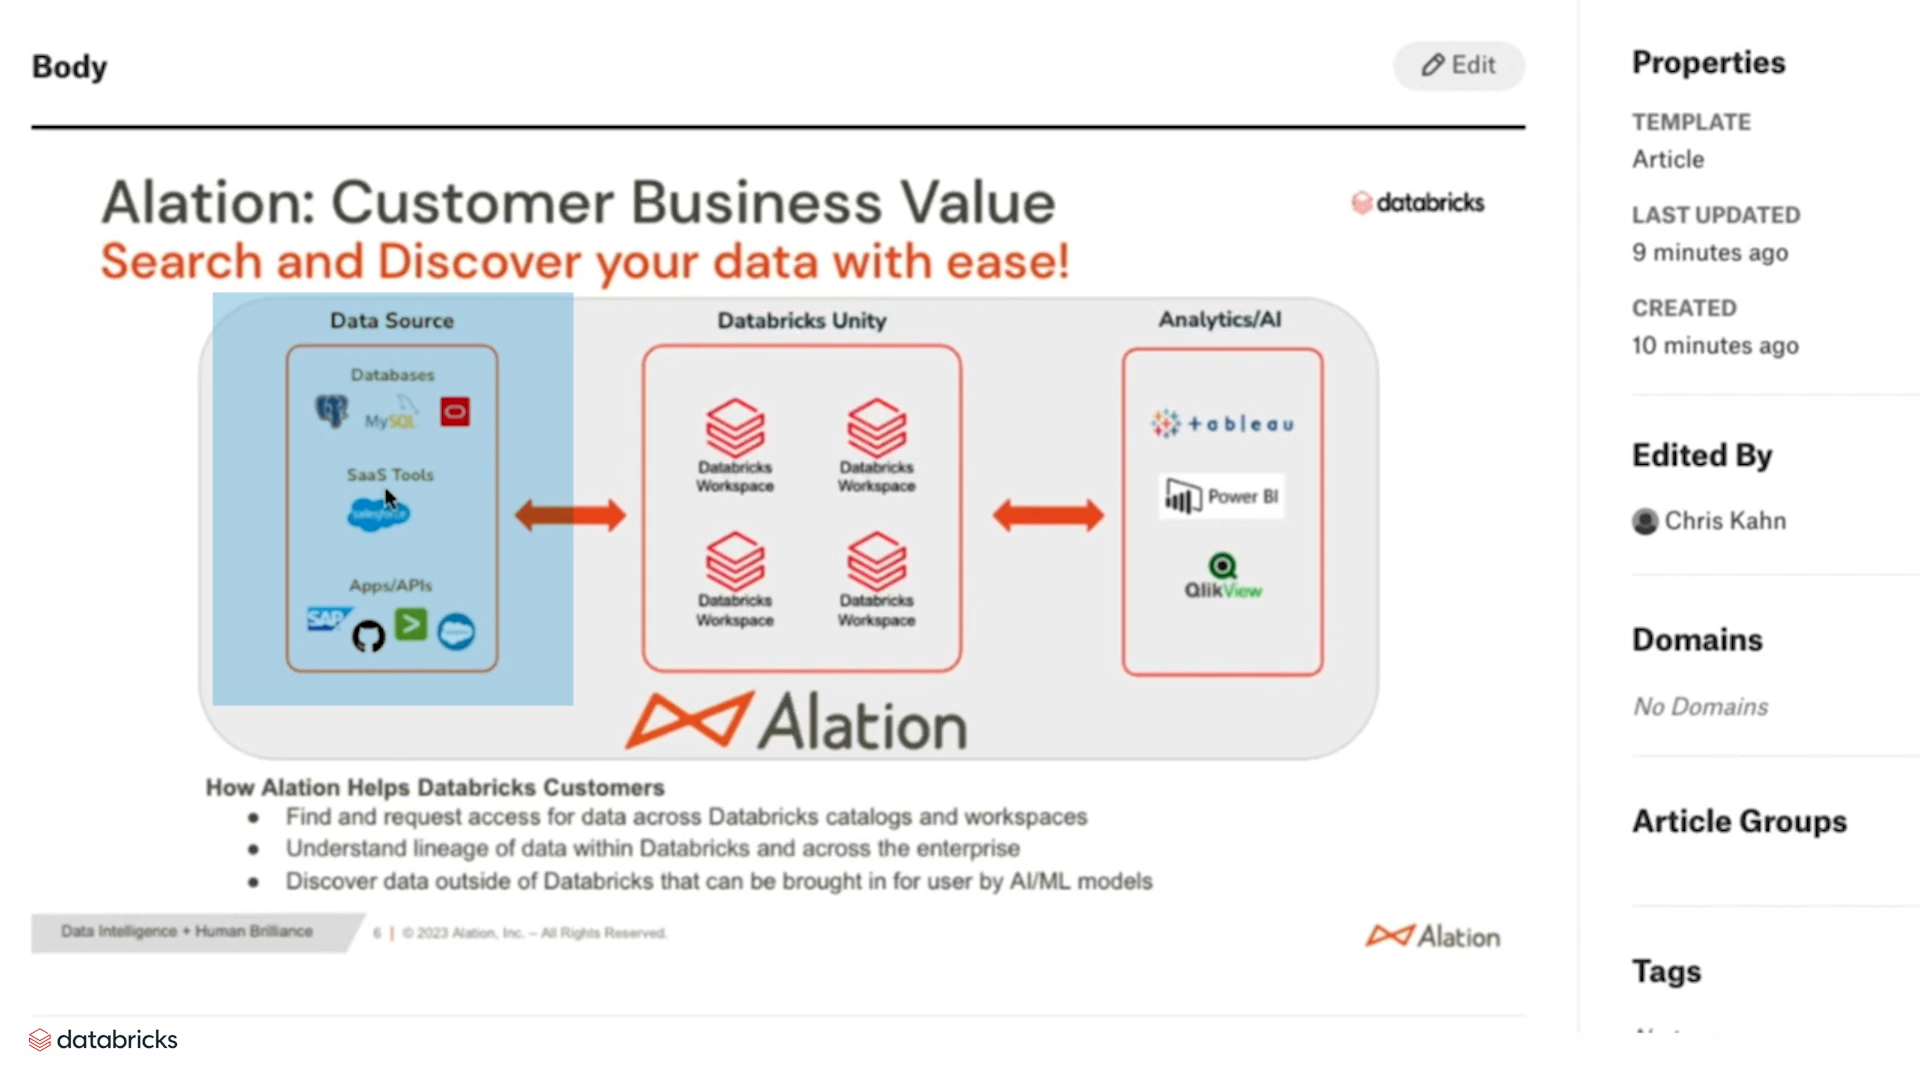 Body
Edit
Alation: Customer Business Value
databricks
Search and Discover your data with ease!
Data Source
Databricks Unity
Analytics/AI
Databases
MySQL
SaaS Tools
salesforce
Apps/APIs
SAP
Databricks
Workspace
Databricks
Workspace
Databricks
Workspace
Databricks
Workspace
+ableau
Power BI
QlikView
Alation
How Alation Helps Databricks Customers
● Find and request access for data across Databricks catalogs and workspaces
● Understand lineage of data within Databricks and across the enterprise
● Discover data outside of Databricks that can be brought in for user by AI/ML models
Data Intelligence + Human Brilliance
6 | © 2023 Alation, Inc. – All Rights Reserved.
Alation
databricks
Properties
TEMPLATE
Article
LAST UPDATED
9 minutes ago
CREATED
10 minutes ago
Edited By
Chris Kahn
Domains
No Domains
Article Groups
Tags